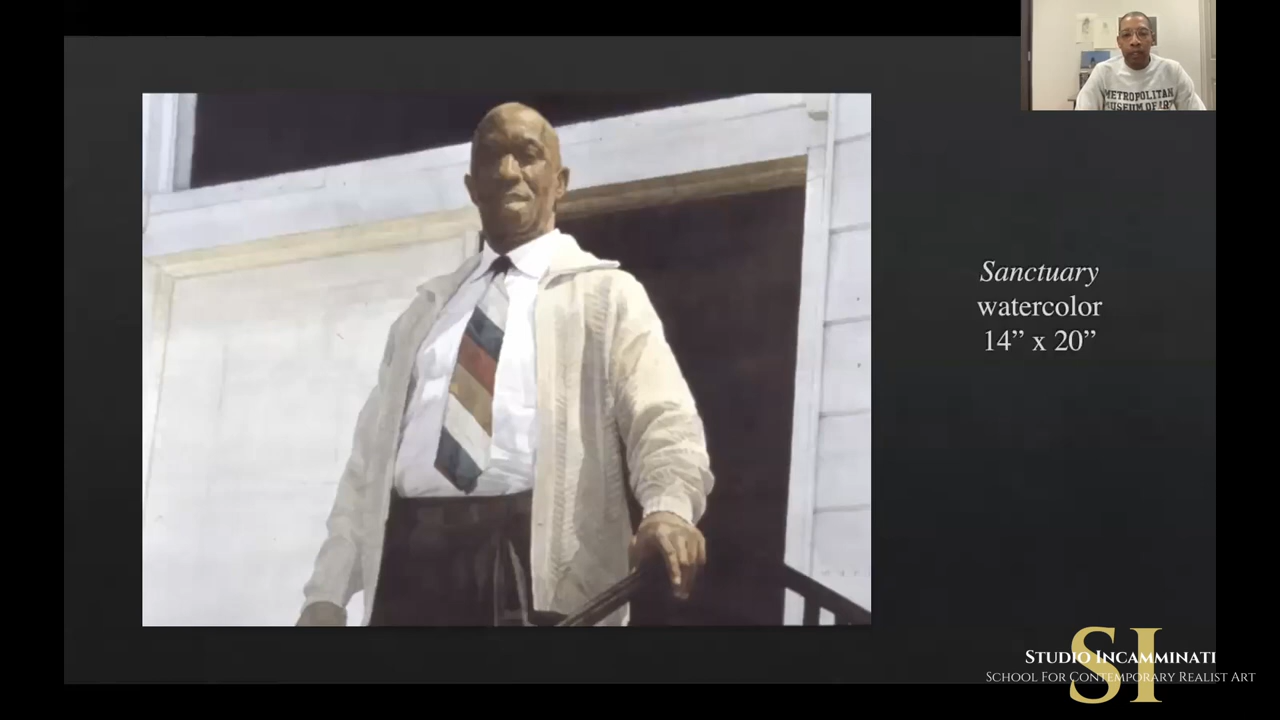 METROPOLITAN
MUSEUM OF ART
Sanctuary
watercolor
14” x 20”
SI
STUDIO INCAMMINATI
SCHOOL FOR CONTEMPORARY REALIST ART